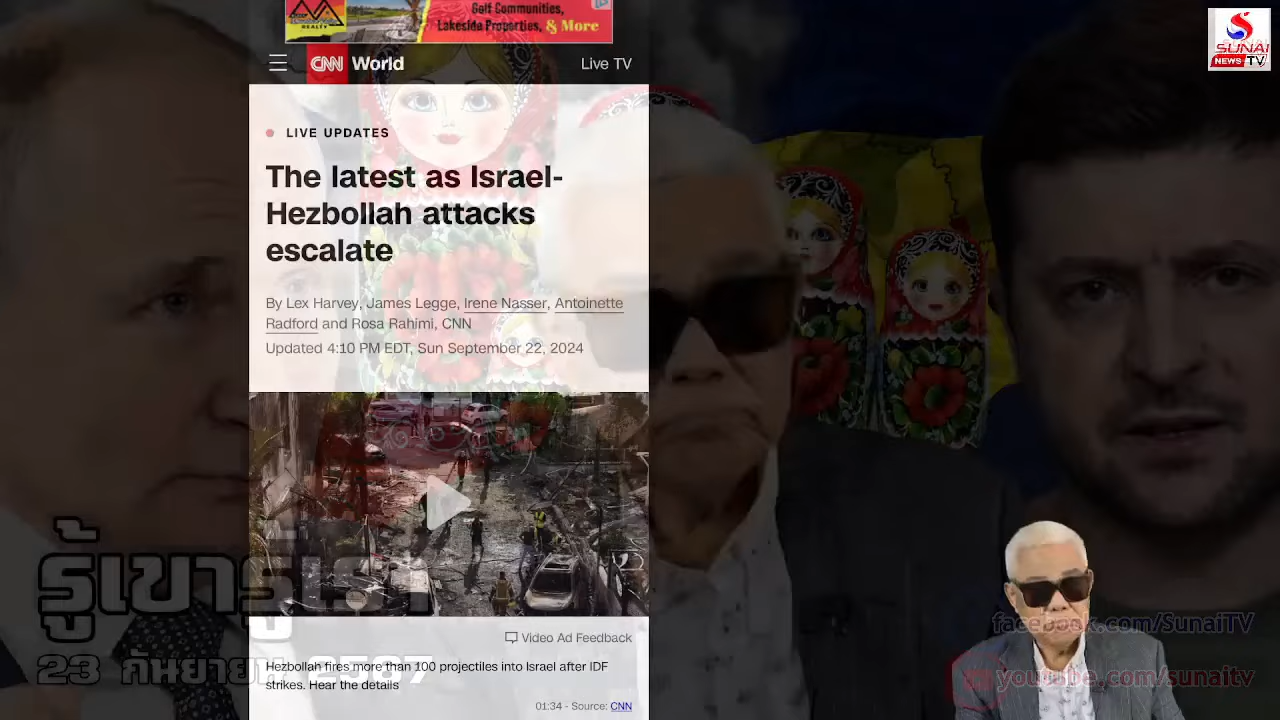 REALTY
Golf Communities,
Lakeside Properties, & More
CNN World
Live TV
SUNAI
NEWS TV
LIVE UPDATES
The latest as Israel-
Hezbollah attacks
escalate
By Lex Harvey, James Legge, Irene Nasser, Antoinette
Radford and Rosa Rahimi, CNN
Updated 4:10 PM EDT, Sun September 22, 2024
รู้เขารู้เรา
23 กันยายน 2567
Video Ad Feedback
Hezbollah fires more than 100 projectiles into Israel after IDF
strikes. Hear the details
01:34 - Source: CNN
facebook.com/SunaiTV
youtube.com/sunaitv